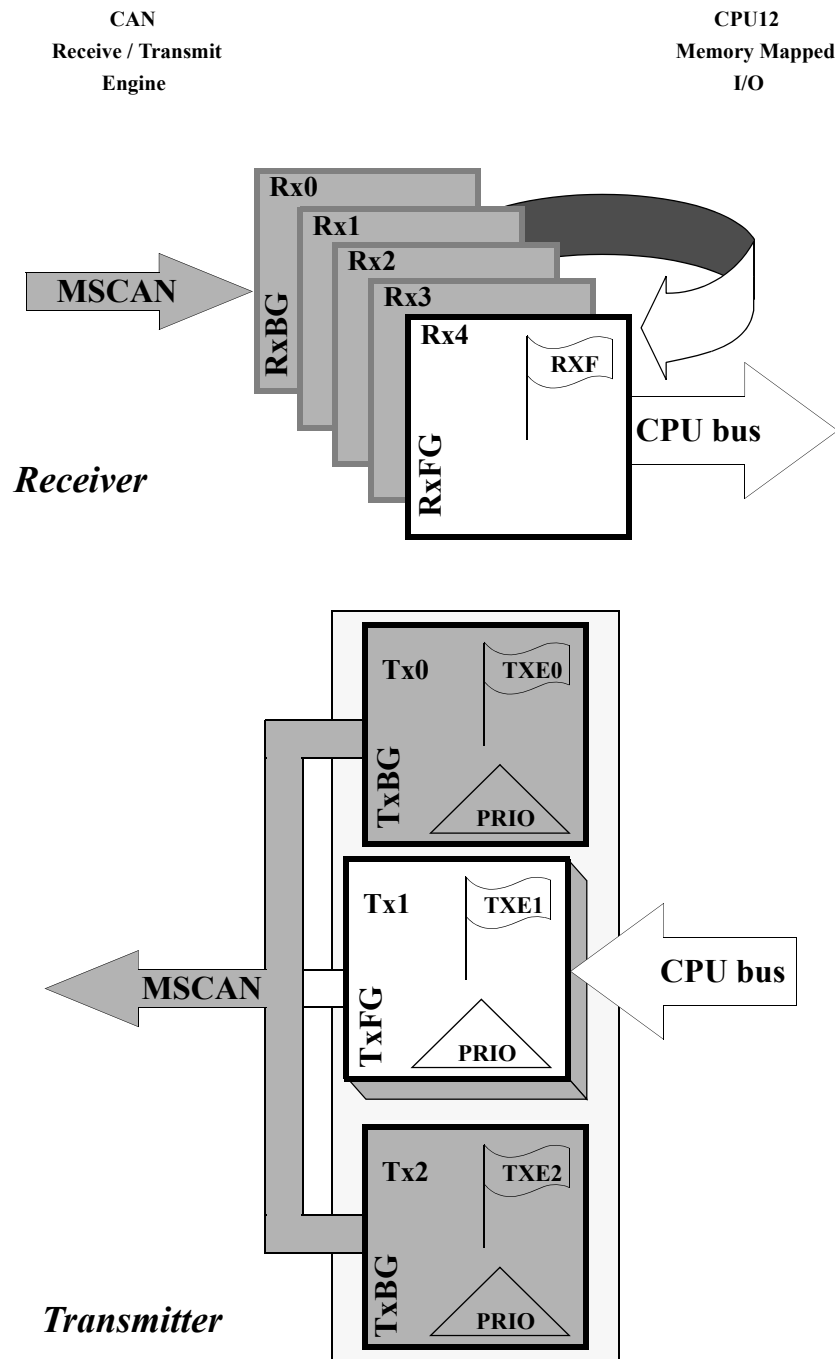 CAN
Receive / Transmit
Engine
CPU12
Memory Mapped
I/O
Rx0
Rx1
Rx2
Rx3
Rx4
RXF
RxBG
RxFG
MSCAN
CPU bus
Receiver
Tx0
TXE0
TxBG
PRIO
Tx1
TXE1
TxFG
PRIO
MSCAN
CPU bus
Tx2
TXE2
TxBG
PRIO
Transmitter